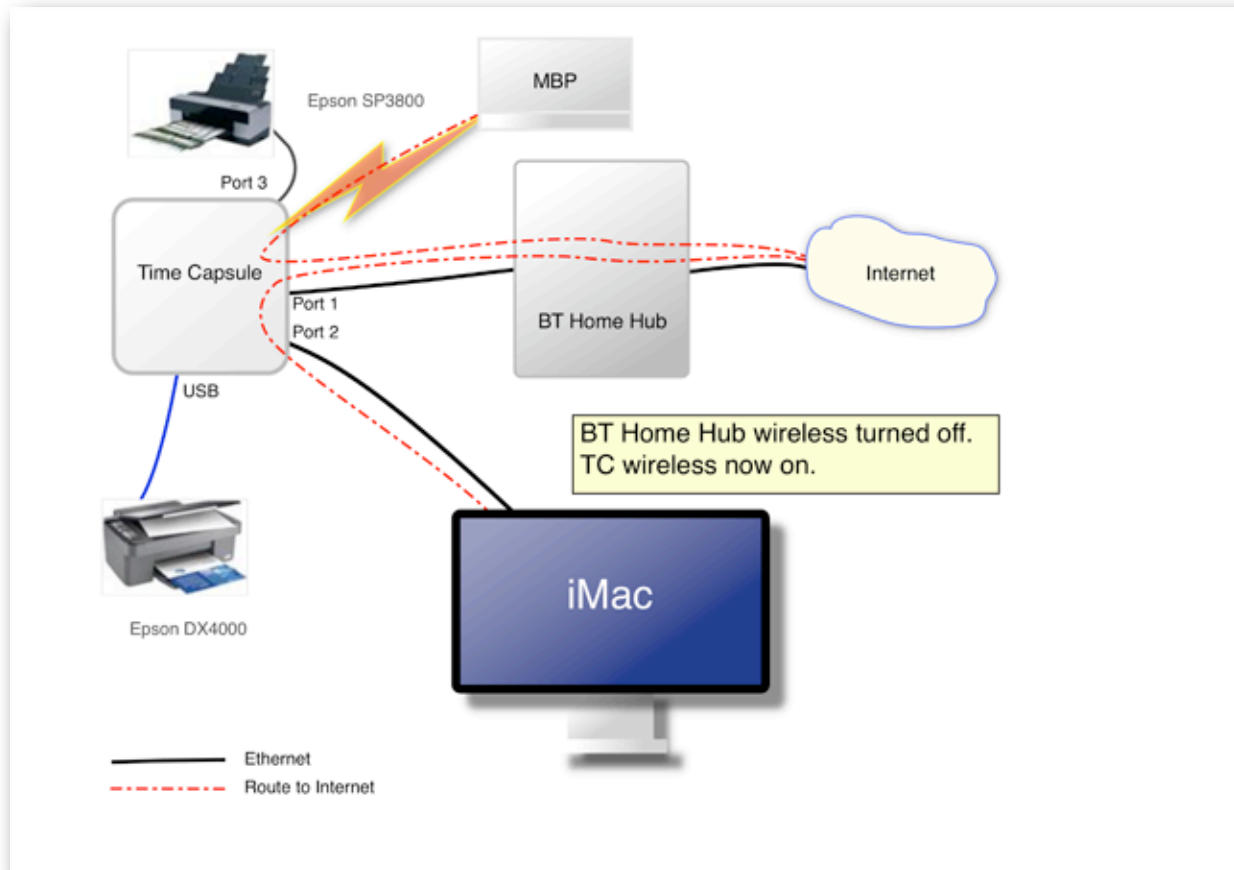 MBP
Epson SP3800
Port 3
Time Capsule
Internet
Port 1
Port 2
BT Home Hub
USB
BT Home Hub wireless turned off.
TC wireless now on.
iMac
Epson DX4000
Ethernet
Route to Internet